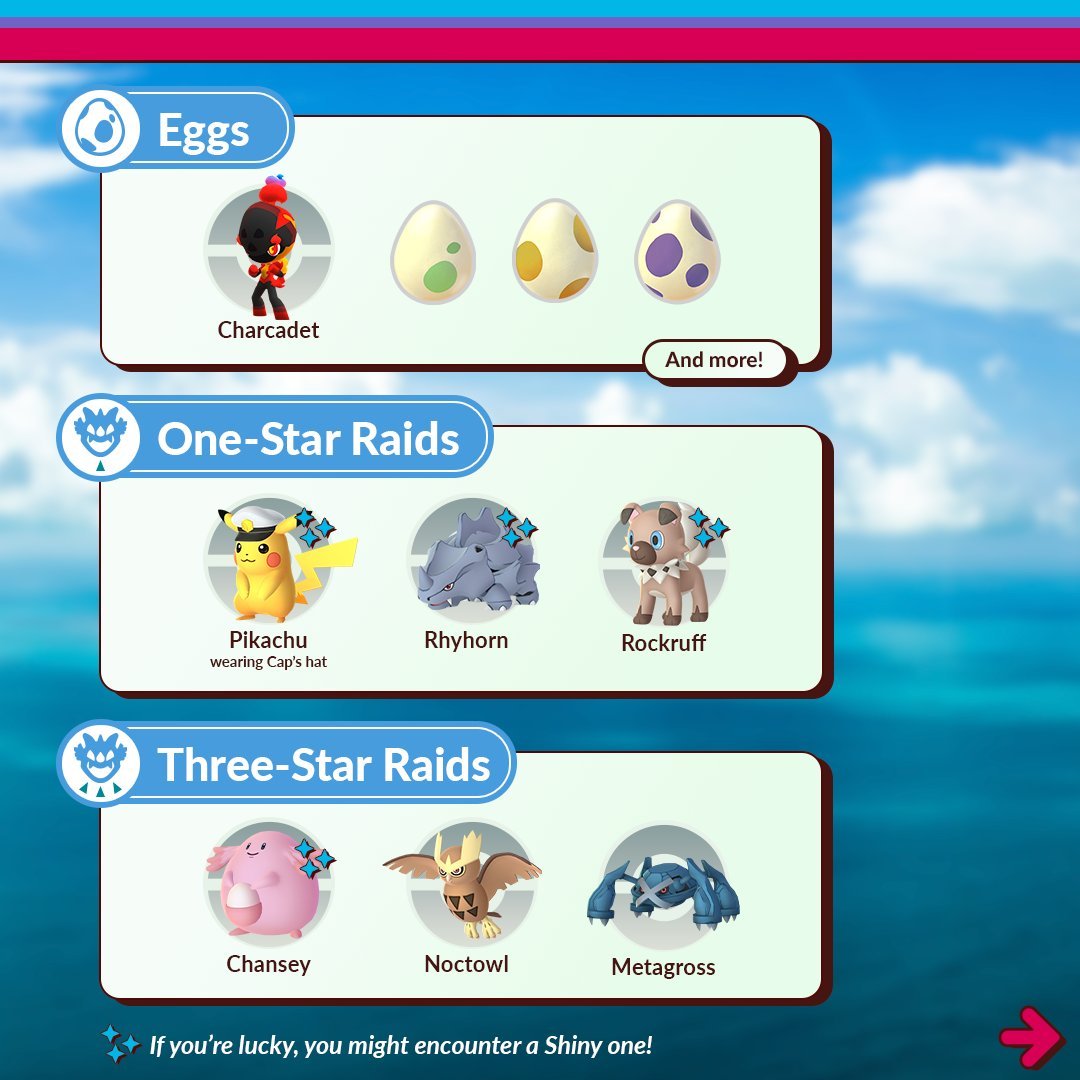 Eggs
Charcadet
And more!
One-Star Raids
Pikachu
wearing Cap's hat
Rhyhorn
Rockruff
Three-Star Raids
Chansey
Noctowl
Metagross
If you're lucky, you might encounter a Shiny one!